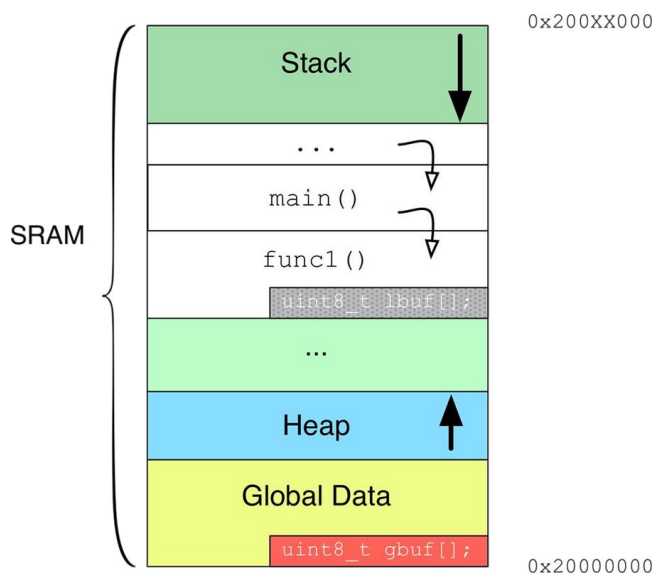 0x200XX000
Stack
...
main()
SRAM
func1()
uint8_t lbuf[];
...
Heap
Global Data
uint8_t gbuf[];
0x20000000